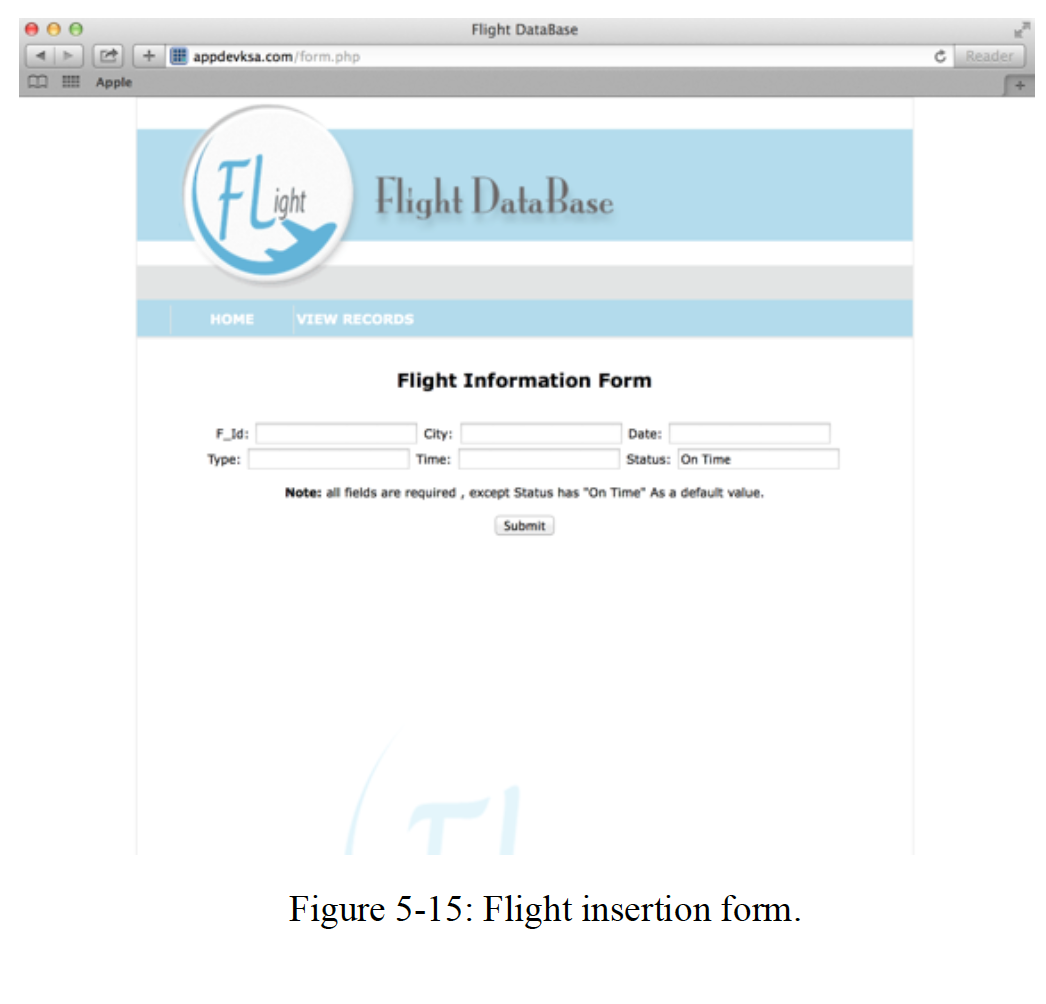 Flight DataBase
appdevksa.com/form.php
Reader
Apple
FLight
Flight DataBase
HOME VIEW RECORDS
Flight Information Form
F_Id: City: Date:
Type: Time: Status: On Time
Note: all fields are required , except Status has "On Time" As a default value.
Submit
FL
Figure 5-15: Flight insertion form.